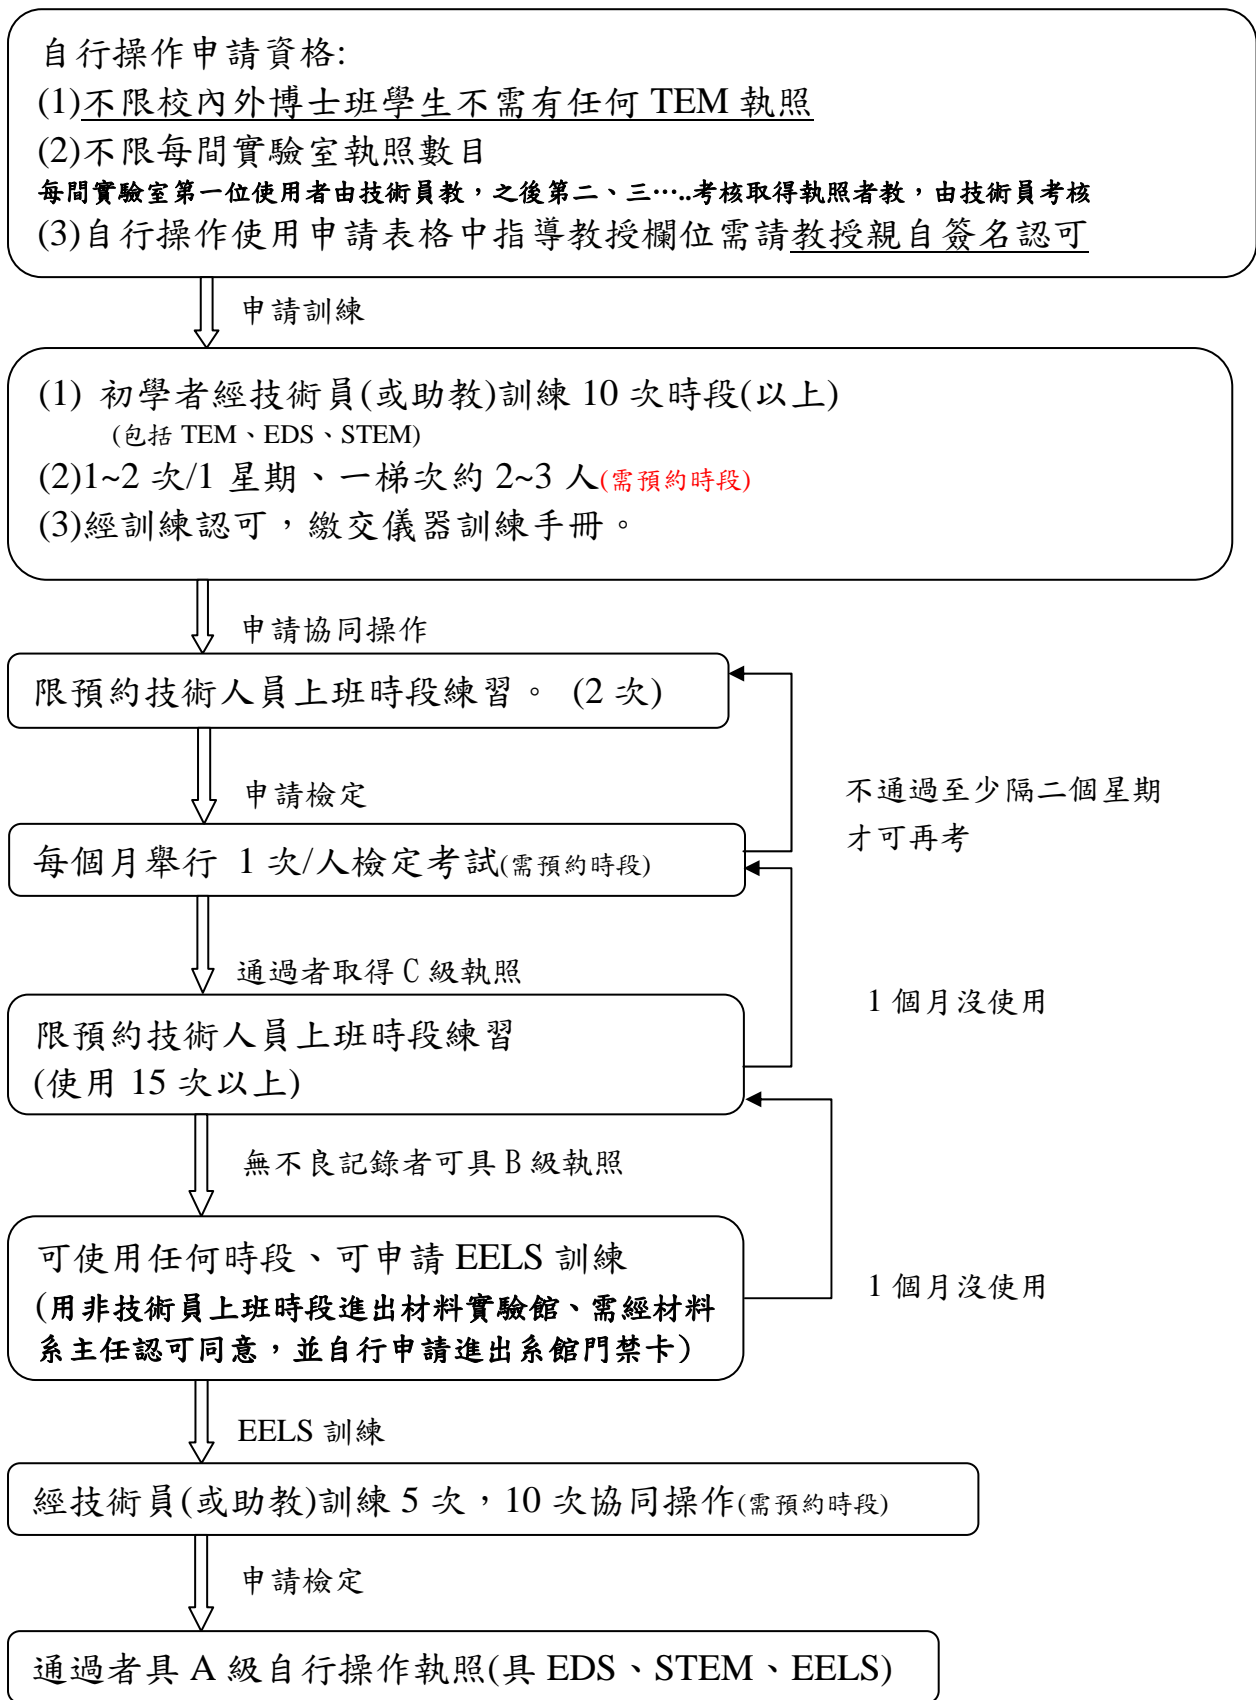 自行操作申請資格:
(1)不限校內外博士班學生不需有任何 TEM 執照
(2)不限每間實驗室執照數目
每間實驗室第一位使用者由技術員教，之後第二、三…..考核取得執照者教，由技術員考核
(3)自行操作使用申請表格中指導教授欄位需請教授親自簽名認可
申請訓練
(1) 初學者經技術員(或助教)訓練 10 次時段(以上)
(包括 TEM、EDS、STEM)
(2)1~2 次/1 星期、一梯次約 2~3 人(需預約時段)
(3)經訓練認可，繳交儀器訓練手冊。
申請協同操作
限預約技術人員上班時段練習。 (2 次)
申請檢定
不通過至少隔二個星期
才可再考
每個月舉行 1 次/人檢定考試(需預約時段)
通過者取得 C 級執照
1 個月沒使用
限預約技術人員上班時段練習
(使用 15 次以上)
無不良記錄者可具 B 級執照
可使用任何時段、可申請 EELS 訓練
(用非技術員上班時段進出材料實驗館、需經材料
系主任認可同意，並自行申請進出系館門禁卡)
1 個月沒使用
EELS 訓練
經技術員(或助教)訓練 5 次，10 次協同操作(需預約時段)
申請檢定
通過者具 A 級自行操作執照(具 EDS、STEM、EELS)